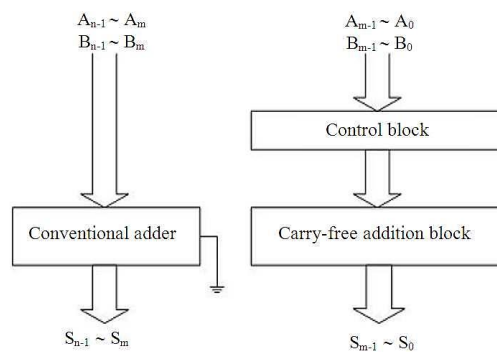 Aₙ₋₁ ~ Aₘ
Bₙ₋₁ ~ Bₘ
Aₘ₋₁ ~ A₀
Bₘ₋₁ ~ B₀
Control block
Conventional adder
Carry-free addition block
Sₙ₋₁ ~ Sₘ
Sₘ₋₁ ~ S₀